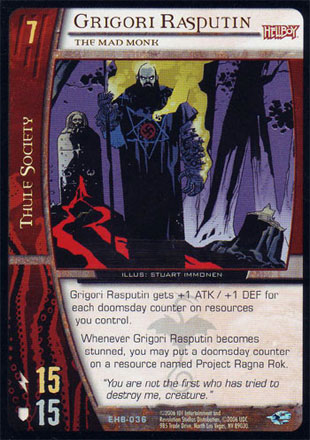 7
GRIGORI RASPUTIN
THE MAD MONK
HELLBOY
THULE SOCIETY
ILLUS: STUART IMMONEN
Grigori Rasputin gets +1 ATK / +1 DEF for
each doomsday counter on resources
you control.
Whenever Grigori Rasputin becomes
stunned, you may put a doomsday counter
on a resource named Project Ragna Rok.
"You are not the first who has tried to
destroy me, creature."
15
15
EHB-036